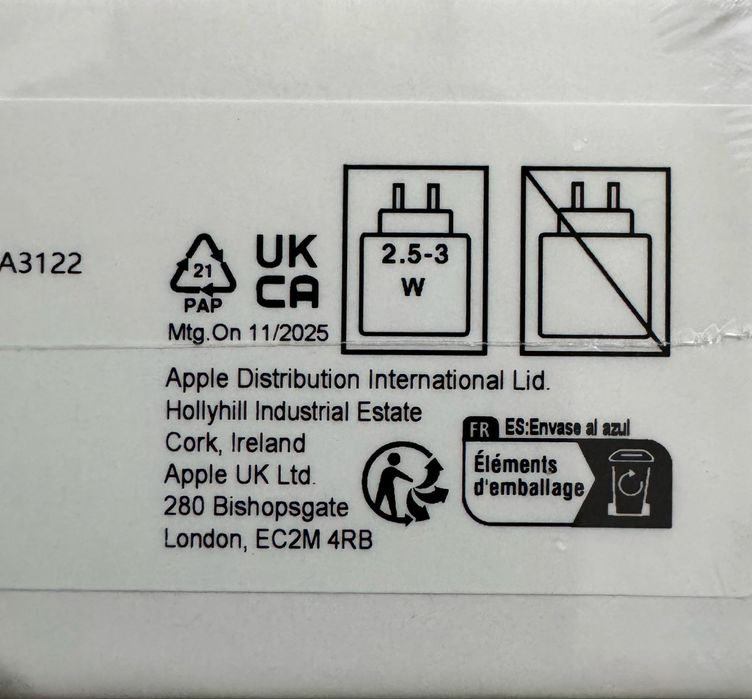 A3122
21
PAP
UK
CA
2.5-3
W
Mtg.On 11/2025
Apple Distribution International Lid.
Hollyhill Industrial Estate
Cork, Ireland
Apple UK Ltd.
280 Bishopsgate
London, EC2M 4RB
FR ES:Envase al azul
Éléments
d'emballage